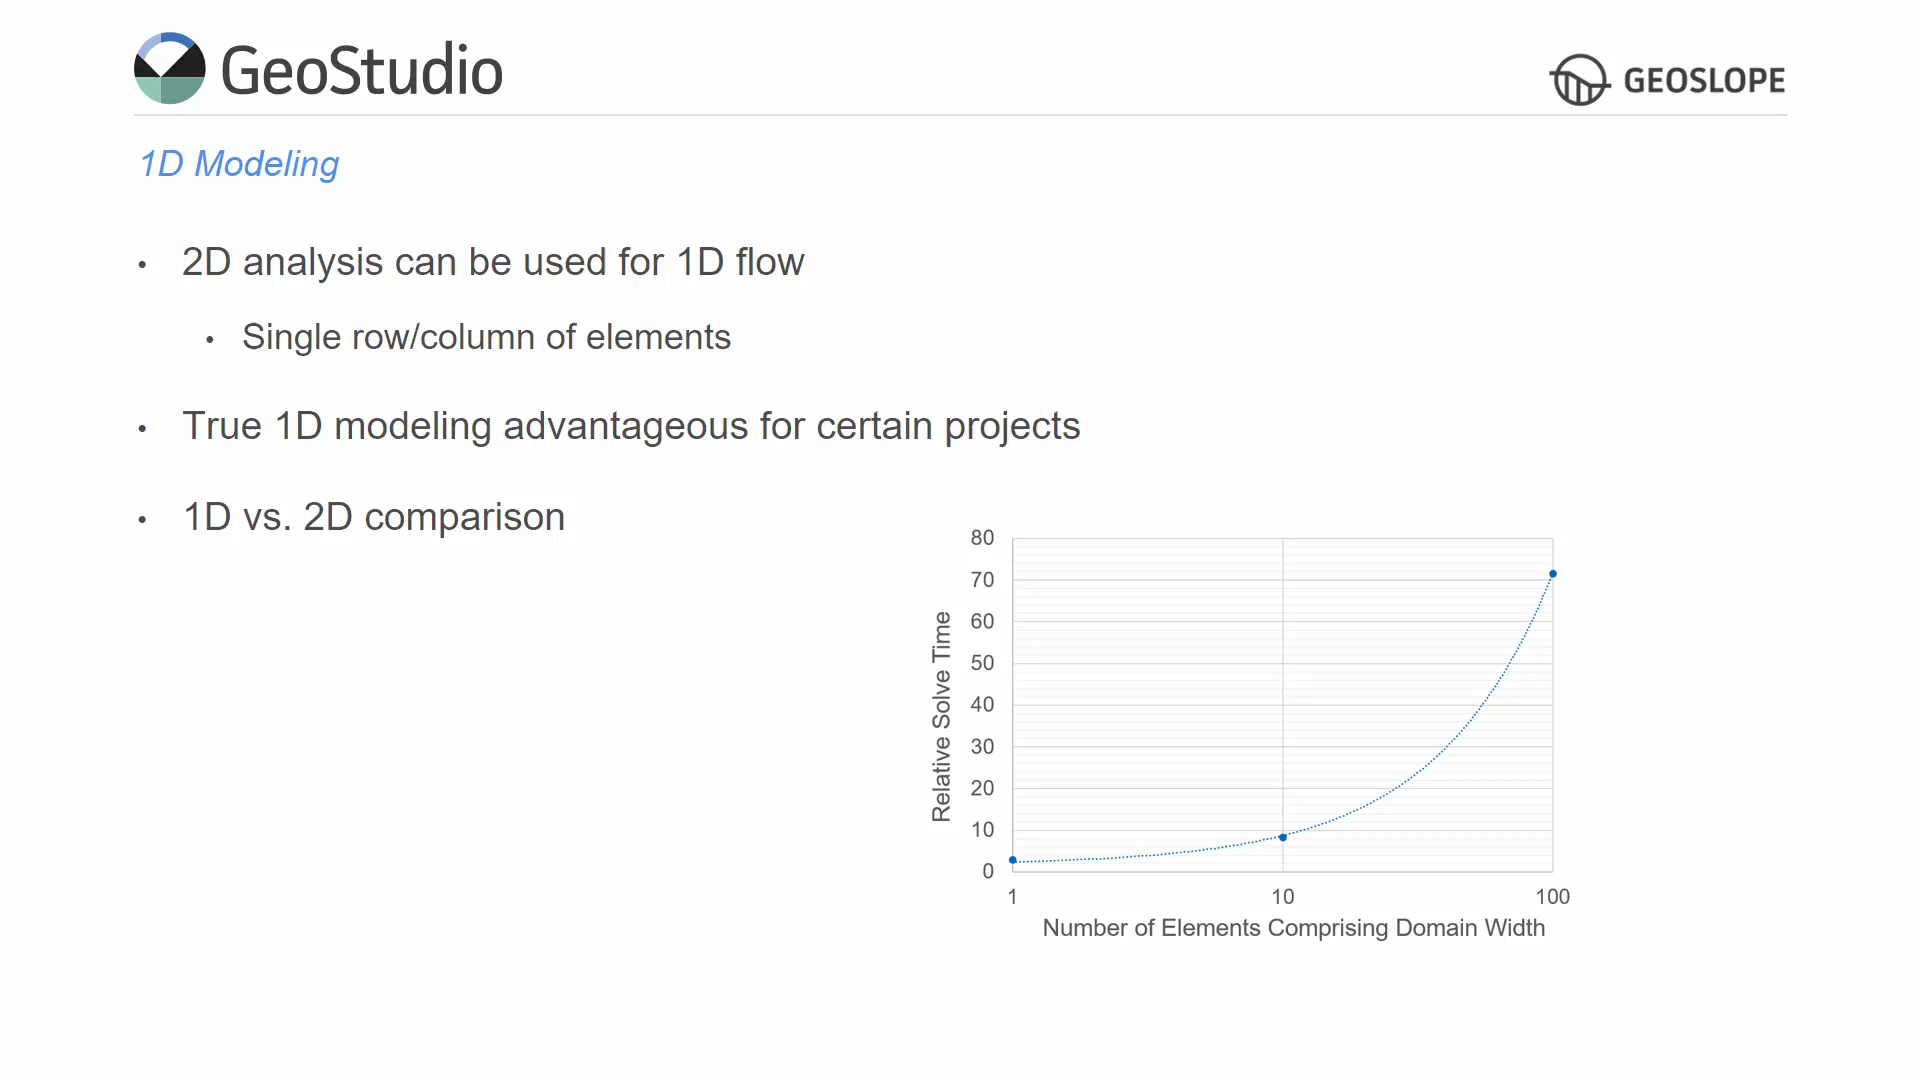 GeoStudio
GEOSLOPE
1D Modeling
• 2D analysis can be used for 1D flow
• Single row/column of elements
• True 1D modeling advantageous for certain projects
• 1D vs. 2D comparison
Relative Solve Time
80
70
60
50
40
30
20
10
0
1 10 100
Number of Elements Comprising Domain Width